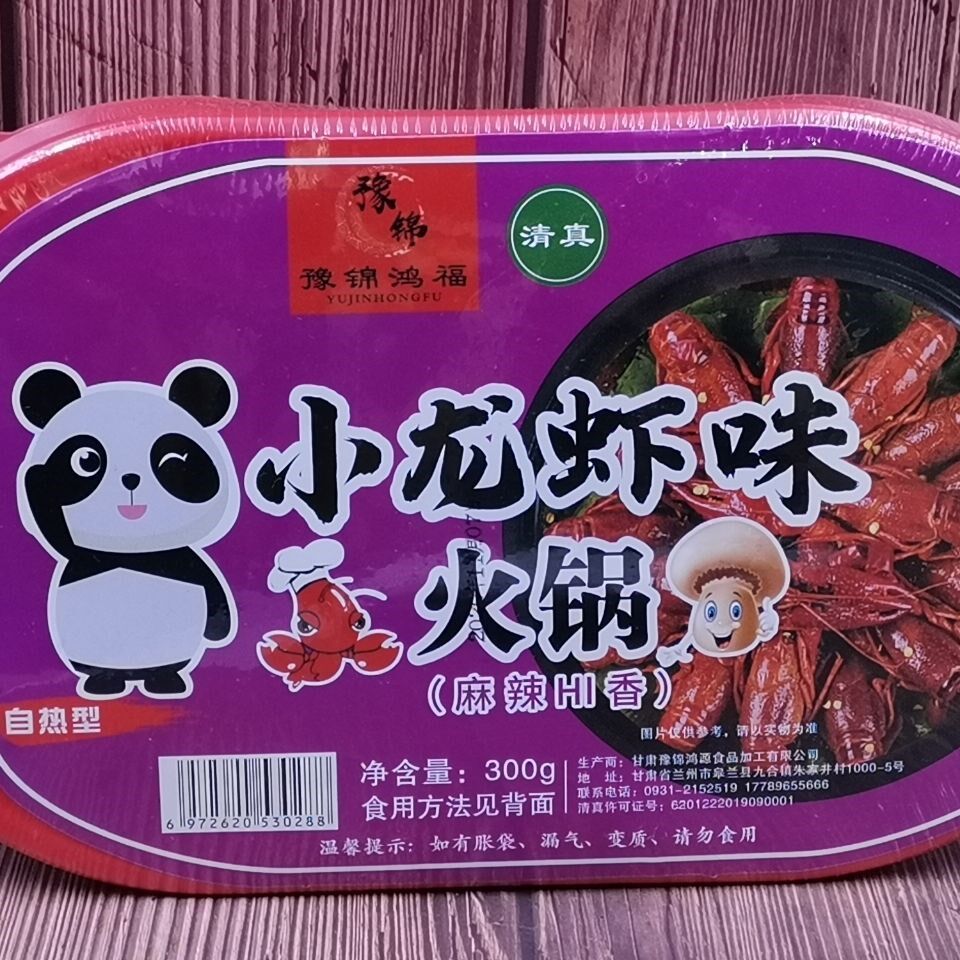 豫锦
豫锦鸿福
YUJINHONGFU
清真
小龙虾味
火锅
（麻辣HI香）
自热型
图片仅供参考，请以实物为准
6 972620 530288
净含量：300g
食用方法见背面
生产商：甘肃豫锦鸿源食品加工有限公司
地 址：甘肃省兰州市皋兰县九合镇朱家井村1000-5号
联系电话：0931-2152519 17789655666
清真许可证号：6201222019090001
温馨提示：如有胀袋、漏气、变质、请勿食用